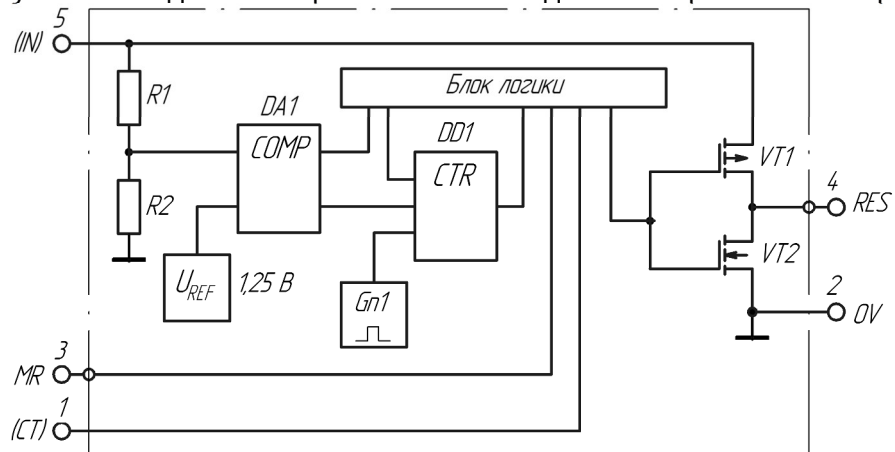 5
(IN)
R1
Блок логики
DA1
COMP
DD1
CTR
VT1
4
RES
R2
VT2
2
0V
UREF
1,25 В
Gn1
3
MR
1
(CT)